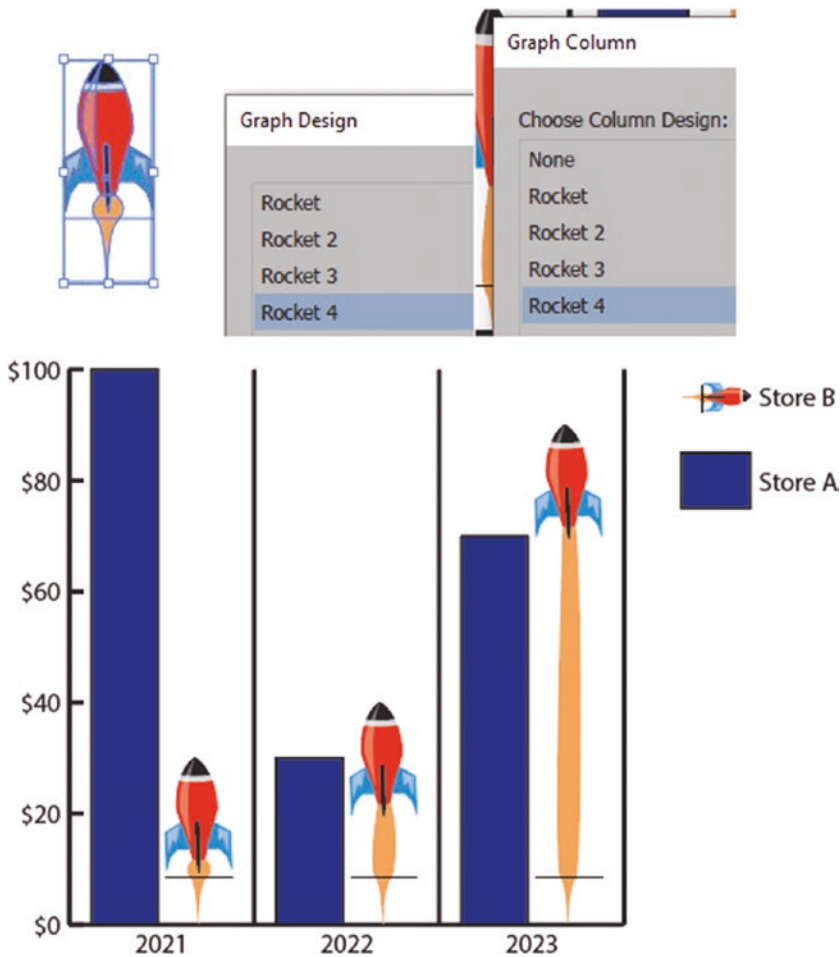 Graph Design
Rocket
Rocket 2
Rocket 3
Rocket 4
Graph Column
Choose Column Design:
None
Rocket
Rocket 2
Rocket 3
Rocket 4
$100
$80
$60
$40
$20
$0
2021
2022
2023
Store B
Store A